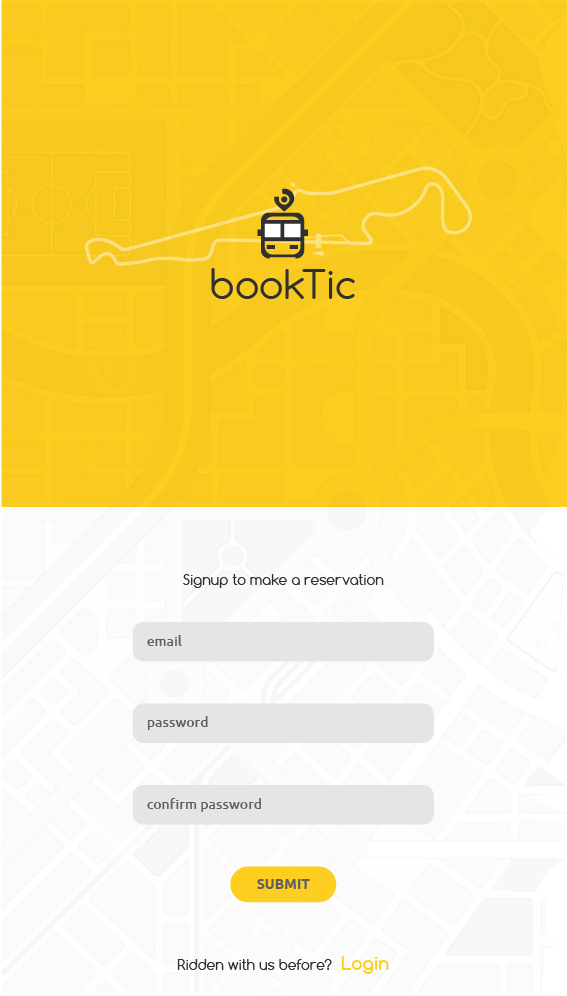 bookTic
Signup to make a reservation
email
password
confirm password
SUBMIT
Ridden with us before? Login